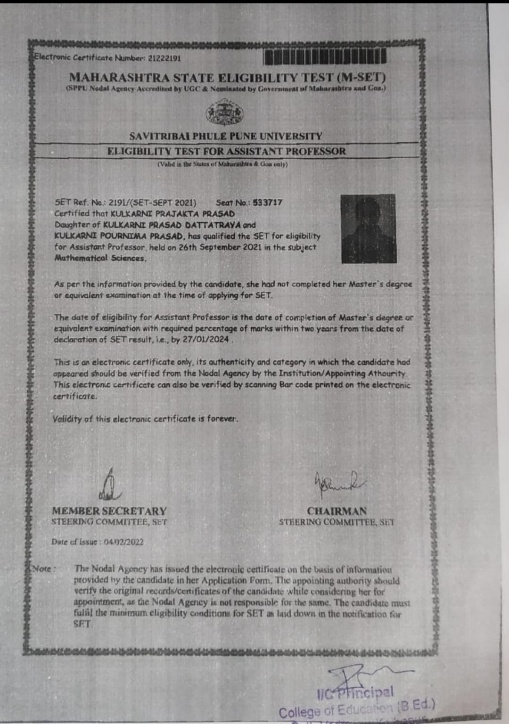 Electronic Certificate Number: 21222191
MAHARASHTRA STATE ELIGIBILITY TEST (M-SET)
(SPPU Nodal Agency Accredited by UGC & Nominated by Government of Maharashtra and Goa.)
SAVITRIBAI PHULE PUNE UNIVERSITY
ELIGIBILITY TEST FOR ASSISTANT PROFESSOR
(Valid in the States of Maharashtra & Goa only)
SET Ref. No.: 2191/(SET-SEPT 2021) Seat No.: 533717
Certified that KULKARNI PRAJAKTA PRASAD
Daughter of KULKARNI PRASAD DATTATRAYA and
KULKARNI POURNIMA PRASAD, has qualified the SET for eligibility
for Assistant Professor, held on 26th September 2021 in the subject
Mathematical Sciences.
As per the information provided by the candidate, she had not completed her Master's degree
or equivalent examination at the time of applying for SET.
The date of eligibility for Assistant Professor is the date of completion of Master's degree or
equivalent examination with required percentage of marks within two years from the date of
declaration of SET result, i.e., by 27/01/2024 .
This is an electronic certificate only, its authenticity and category in which the candidate had
appeared should be verified from the Nodal Agency by the Institution/Appointing Athourity.
This electronic certificate can also be verified by scanning Bar code printed on the electronic
certificate.
Validity of this electronic certificate is forever.
MEMBER SECRETARY
STEERING COMMITTEE, SET
CHAIRMAN
STEERING COMMITTEE, SET
Date of issue : 04/02/2022
Note : The Nodal Agency has issued the electronic certificate on the basis of information
provided by the candidate in her Application Form. The appointing authority should
verify the original records/certificates of the candidate while considering her for
appointment, as the Nodal Agency is not responsible for the same. The candidate must
fulfil the minimum eligibility conditions for SET as laid down in the notification for
SET.
I/C Principal
College of Education (B.Ed.)